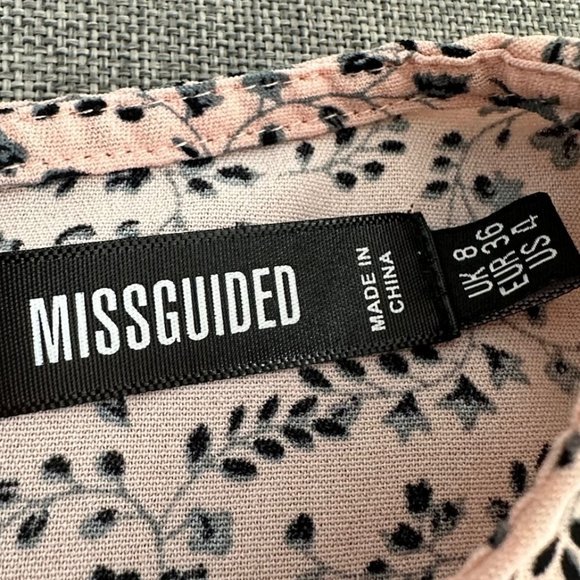 MISSGUIDED
MADE IN
CHINA
UK 8
EUR 36
US 4